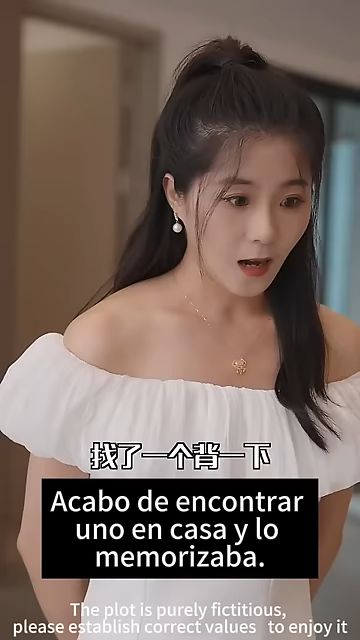 找了一个背一下
Acabo de encontrar
uno en casa y lo
memorizaba.
The plot is purely fictitious,
please establish correct values to enjoy it